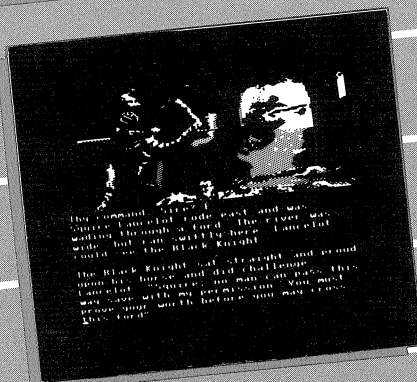 Thy command, Sire?
Squire Lancelot rode east and was
wading through a ford. The river was
wide but ran swiftly here. Lancelot
could see the Black Knight.
The Black Knight sat straight and proud
upon his horse and did challenge
Lancelot. "Squire, no man can pass this
way save with my permission. You must
prove your worth before you may cross
this ford."